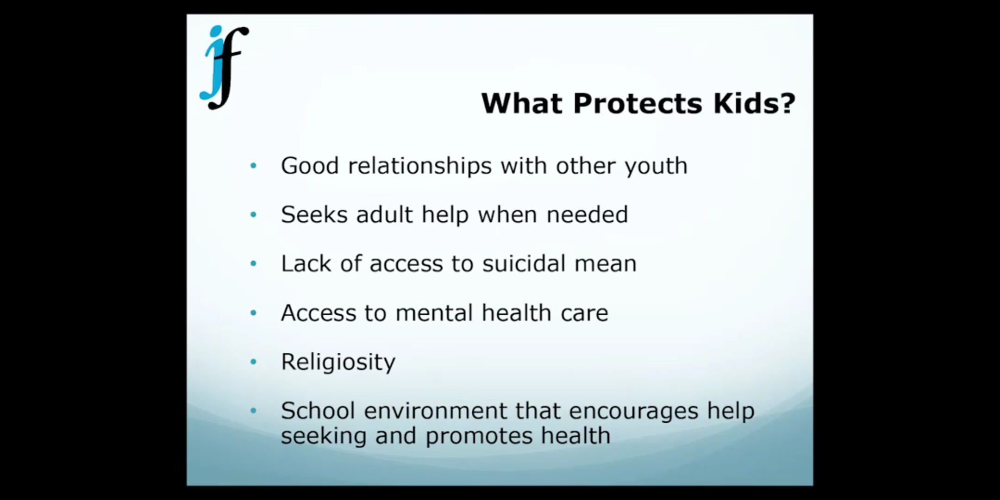 jf
What Protects Kids?
• Good relationships with other youth
• Seeks adult help when needed
• Lack of access to suicidal mean
• Access to mental health care
• Religiosity
• School environment that encourages help
seeking and promotes health